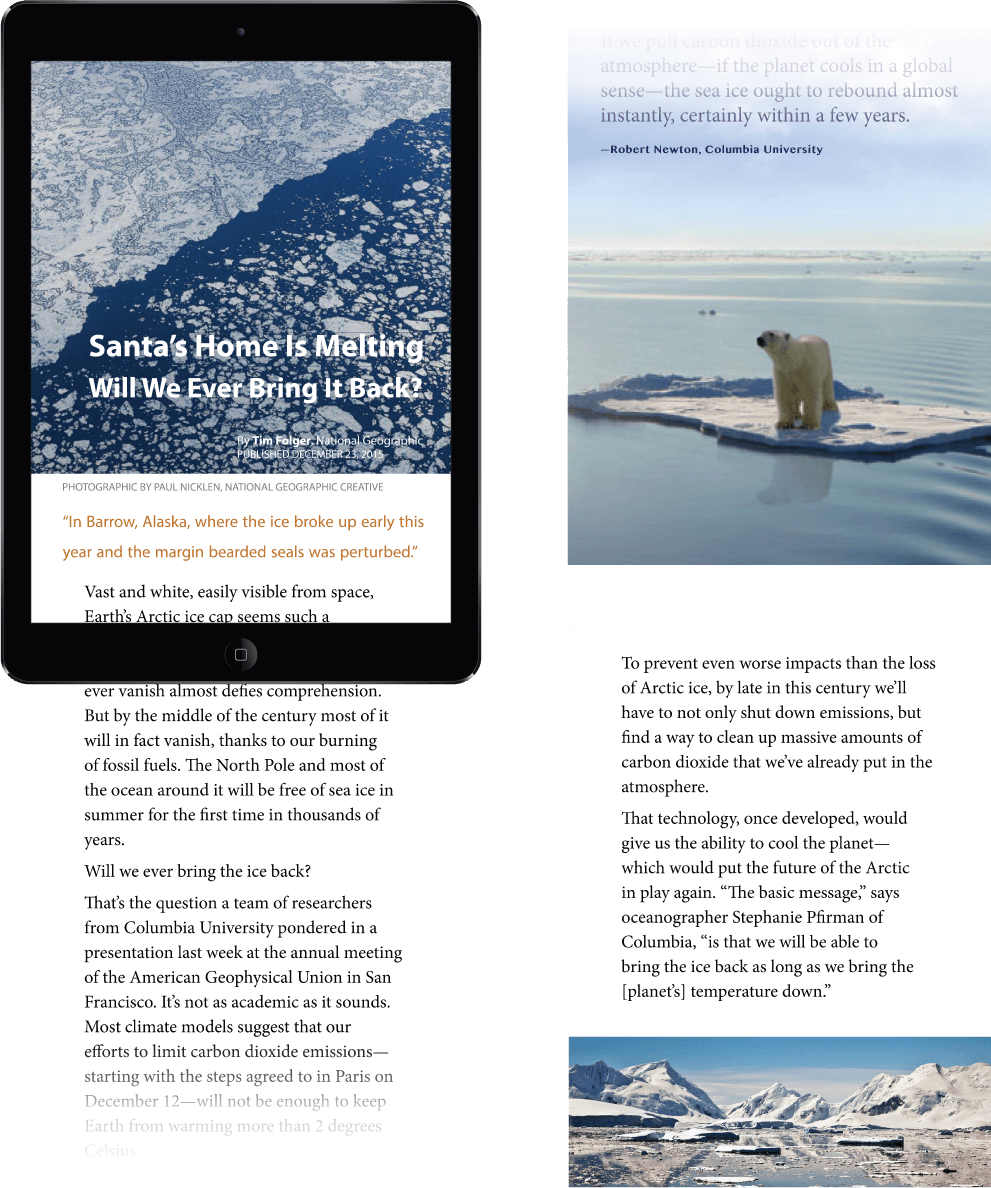 Santa's Home Is Melting
Will We Ever Bring It Back?
By Tim Folger, National Geographic
PUBLISHED DECEMBER 23, 2015
PHOTOGRAPHIC BY PAUL NICKLEN, NATIONAL GEOGRAPHIC CREATIVE
“In Barrow, Alaska, where the ice broke up early this
year and the margin bearded seals was perturbed.”
Vast and white, easily visible from space,
Earth's Arctic ice cap seems such a
ever vanish almost defies comprehension.
But by the middle of the century most of it
will in fact vanish, thanks to our burning
of fossil fuels. The North Pole and most of
the ocean around it will be free of sea ice in
summer for the first time in thousands of
years.
Will we ever bring the ice back?
That's the question a team of researchers
from Columbia University pondered in a
presentation last week at the annual meeting
of the American Geophysical Union in San
Francisco. It's not as academic as it sounds.
Most climate models suggest that our
efforts to limit carbon dioxide emissions—
starting with the steps agreed to in Paris on
December 12—will not be enough to keep
Earth from warming more than 2 degrees
Celsius.
If we pull carbon dioxide out of the
atmosphere—if the planet cools in a global
sense—the sea ice ought to rebound almost
instantly, certainly within a few years.
—Robert Newton, Columbia University
To prevent even worse impacts than the loss
of Arctic ice, by late in this century we'll
have to not only shut down emissions, but
find a way to clean up massive amounts of
carbon dioxide that we've already put in the
atmosphere.
That technology, once developed, would
give us the ability to cool the planet—
which would put the future of the Arctic
in play again. “The basic message,” says
oceanographer Stephanie Pfirman of
Columbia, “is that we will be able to
bring the ice back as long as we bring the
[planet's] temperature down.”